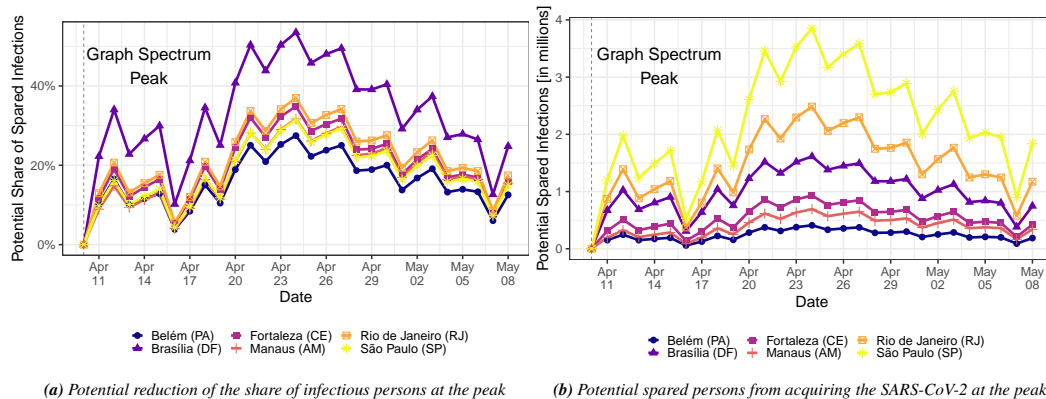 Potential Share of Spared Infections
40%
20%
0%
Graph Spectrum
Peak
Apr Apr Apr Apr Apr Apr Apr May May May
11 14 17 20 23 26 29 02 05 08
Date
Belém (PA) Fortaleza (CE) Rio de Janeiro (RJ)
Brasília (DF) Manaus (AM) São Paulo (SP)
(a) Potential reduction of the share of infectious persons at the peak
Potential Spared Infections [in millions]
4
3
2
1
0
Graph Spectrum
Peak
Apr Apr Apr Apr Apr Apr Apr May May May
11 14 17 20 23 26 29 02 05 08
Date
Belém (PA) Fortaleza (CE) Rio de Janeiro (RJ)
Brasília (DF) Manaus (AM) São Paulo (SP)
(b) Potential spared persons from acquiring the SARS-CoV-2 at the peak